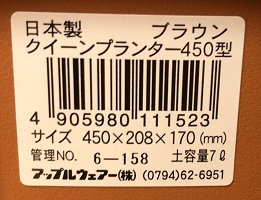 日本製 ブラウン
クイーンプランター450型
4 905980 111523
サイズ 450×208×170(mm)
管理NO. 6-158 土容量7ℓ
アップルウェアー(株) (0794)62-6951